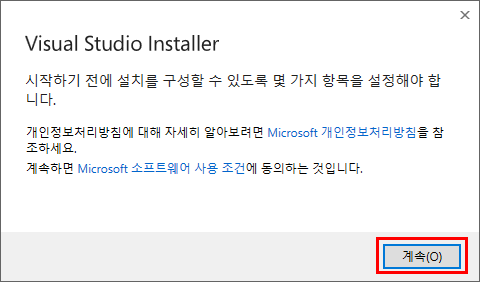 Visual Studio Installer
시작하기 전에 설치를 구성할 수 있도록 몇 가지 항목을 설정해야 합
니다.
개인정보처리방침에 대해 자세히 알아보려면 Microsoft 개인정보처리방침을 참
조하세요.
계속하면 Microsoft 소프트웨어 사용 조건에 동의하는 것입니다.
계속(O)